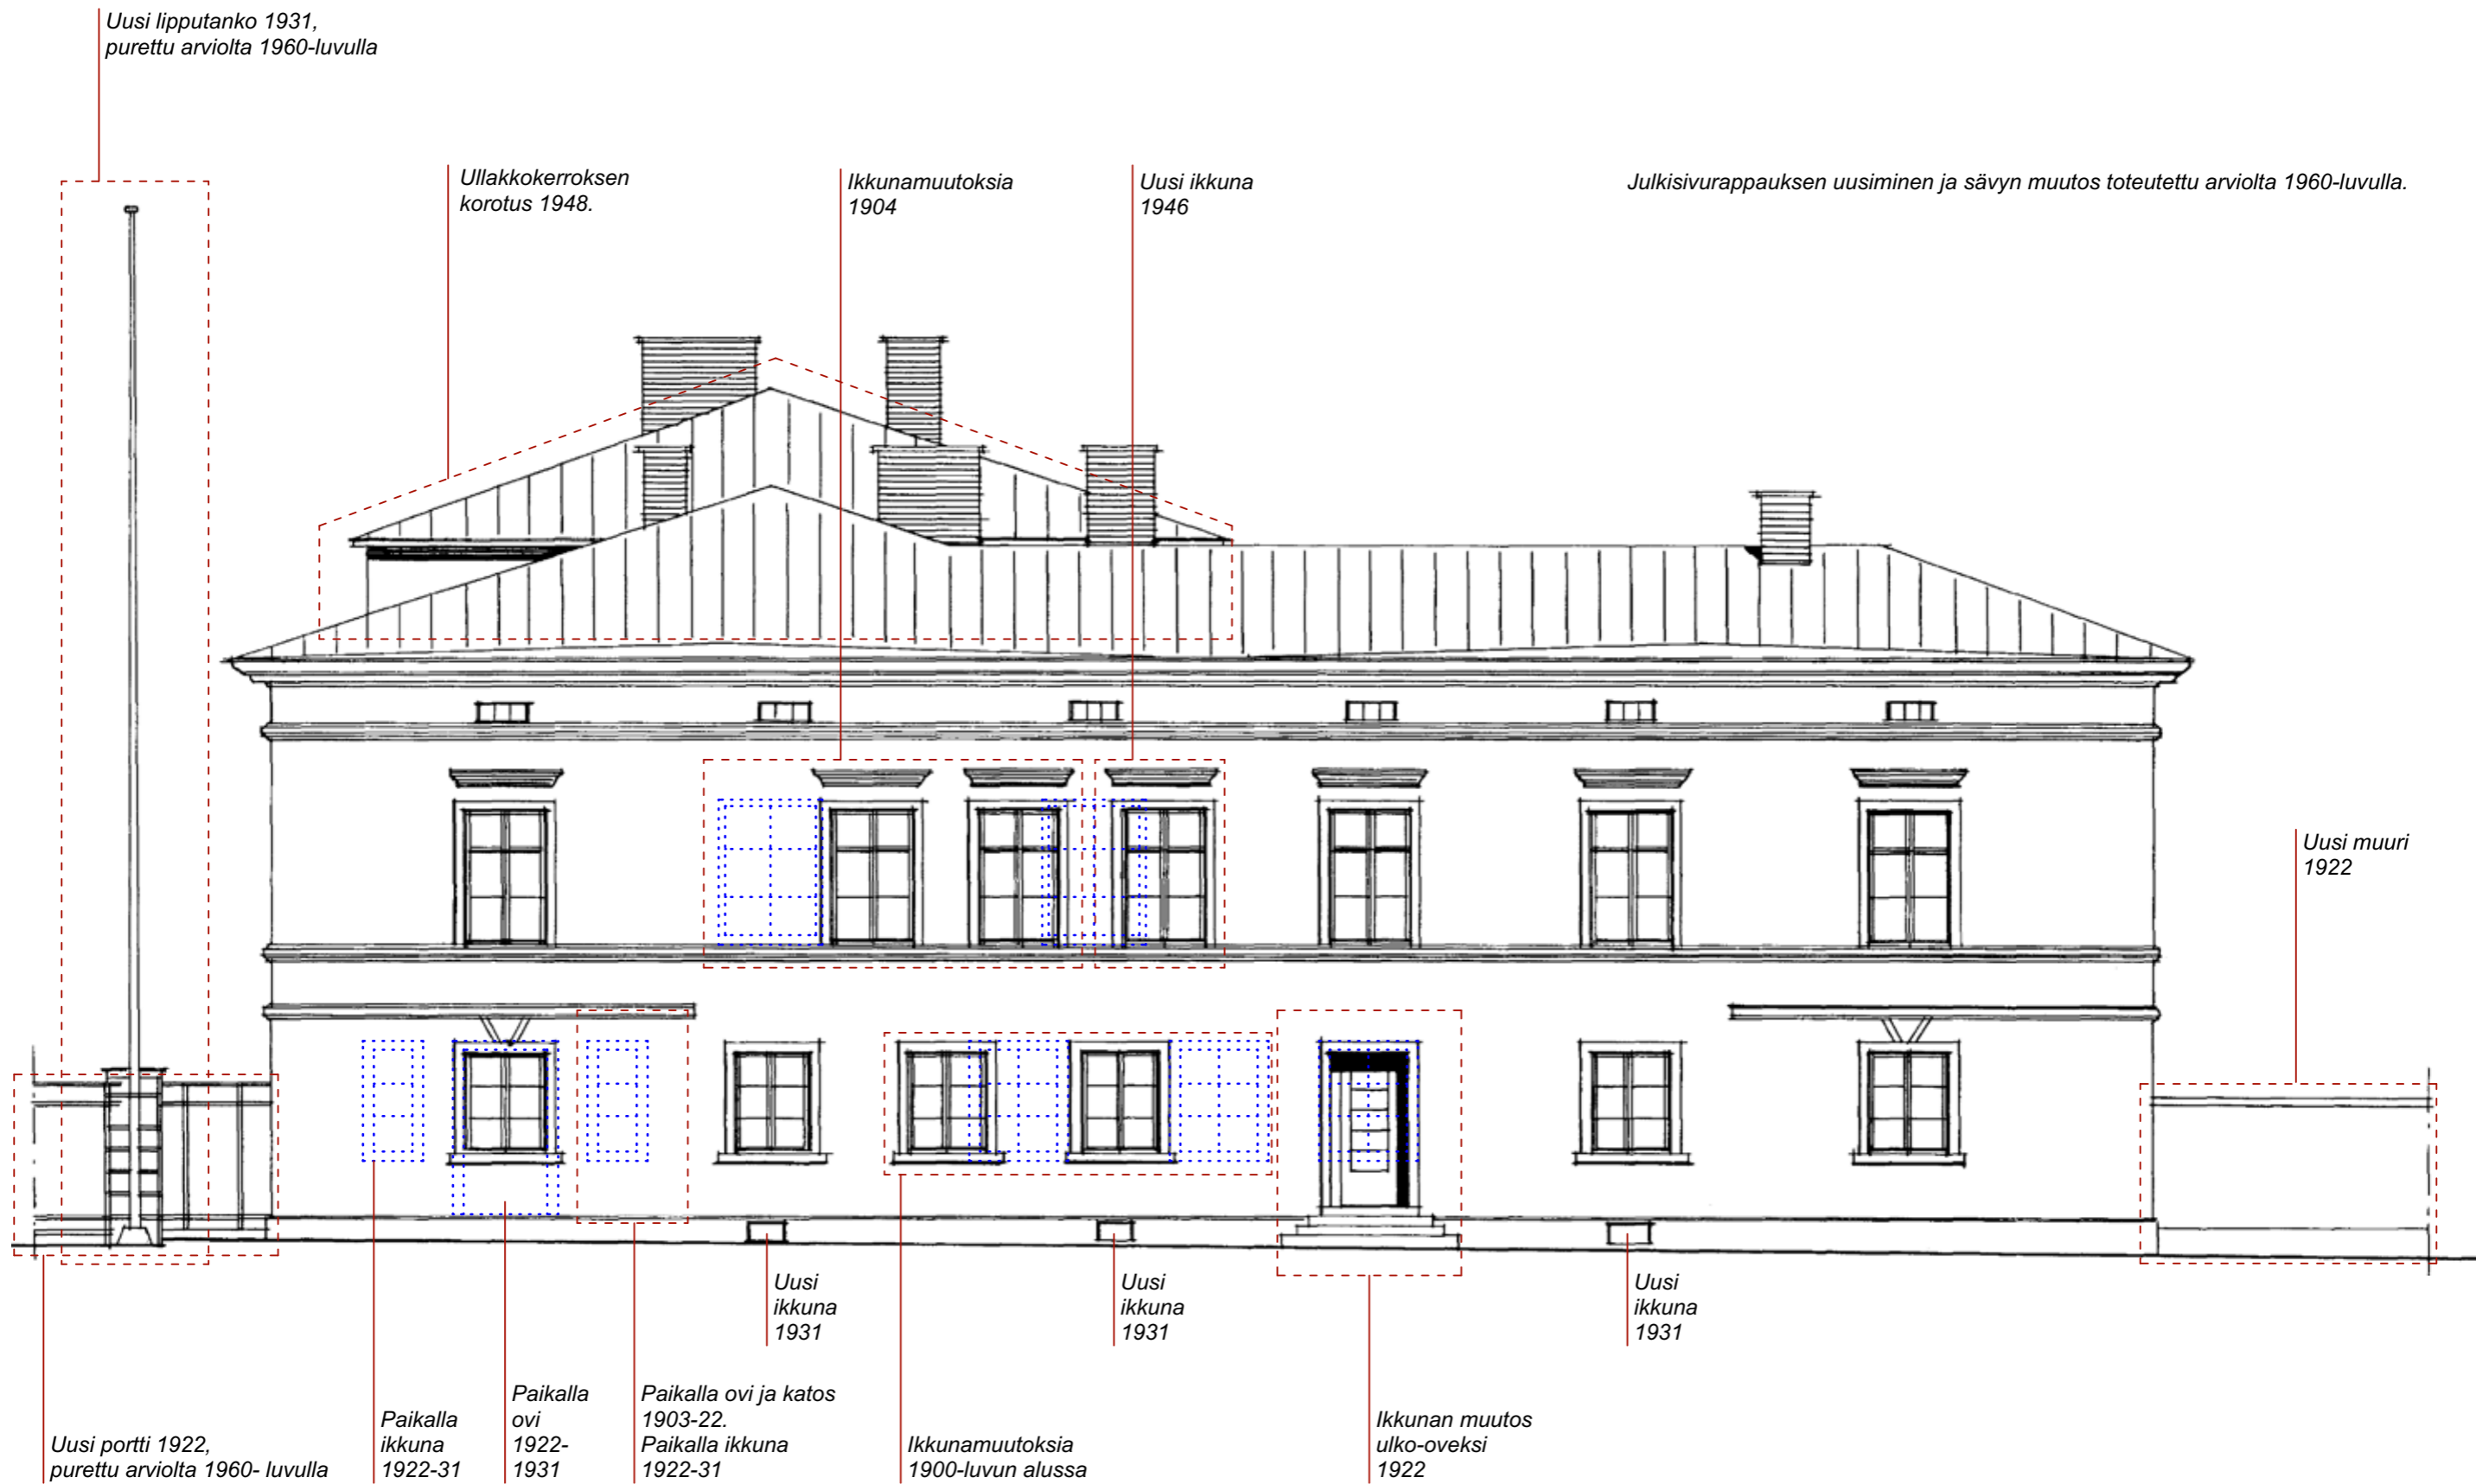 Uusi lipputanko 1931,
purettu arviolta 1960-luvulla
Ullakkokerroksen
korotus 1948.
Ikkunamuutoksia
1904
Uusi ikkuna
1946
Julkisivurappauksen uusiminen ja sävyn muutos toteutettu arviolta 1960-luvulla.
Uusi muuri
1922
Uusi
ikkuna
1931
Uusi
ikkuna
1931
Uusi
ikkuna
1931
Uusi portti 1922,
purettu arviolta 1960- luvulla
Paikalla
ikkuna
1922-31
Paikalla
ovi
1922-
1931
Paikalla ovi ja katos
1903-22.
Paikalla ikkuna
1922-31
Ikkunamuutoksia
1900-luvun alussa
Ikkunan muutos
ulko-oveksi
1922